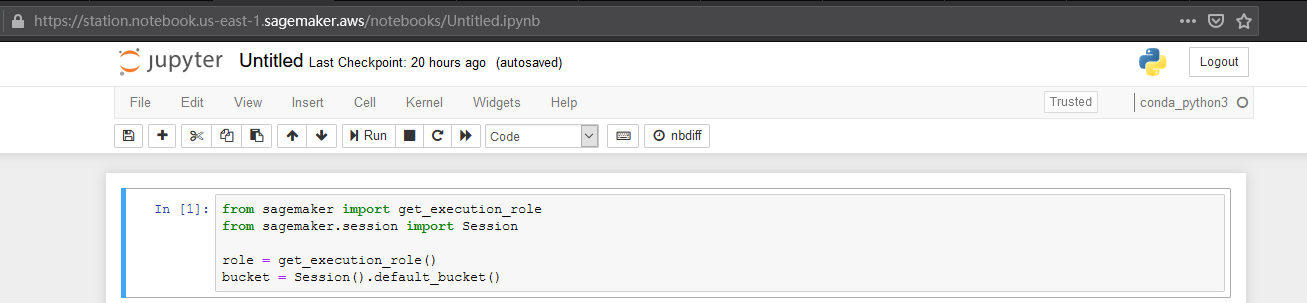 https://station.notebook.us-east-1.sagemaker.aws/notebooks/Untitled.ipynb
jupyter Untitled Last Checkpoint: 20 hours ago (autosaved) Logout
File Edit View Insert Cell Kernel Widgets Help Trusted conda_python3
Run Code nbdiff
In [1]: from sagemaker import get_execution_role
from sagemaker.session import Session
role = get_execution_role()
bucket = Session().default_bucket()